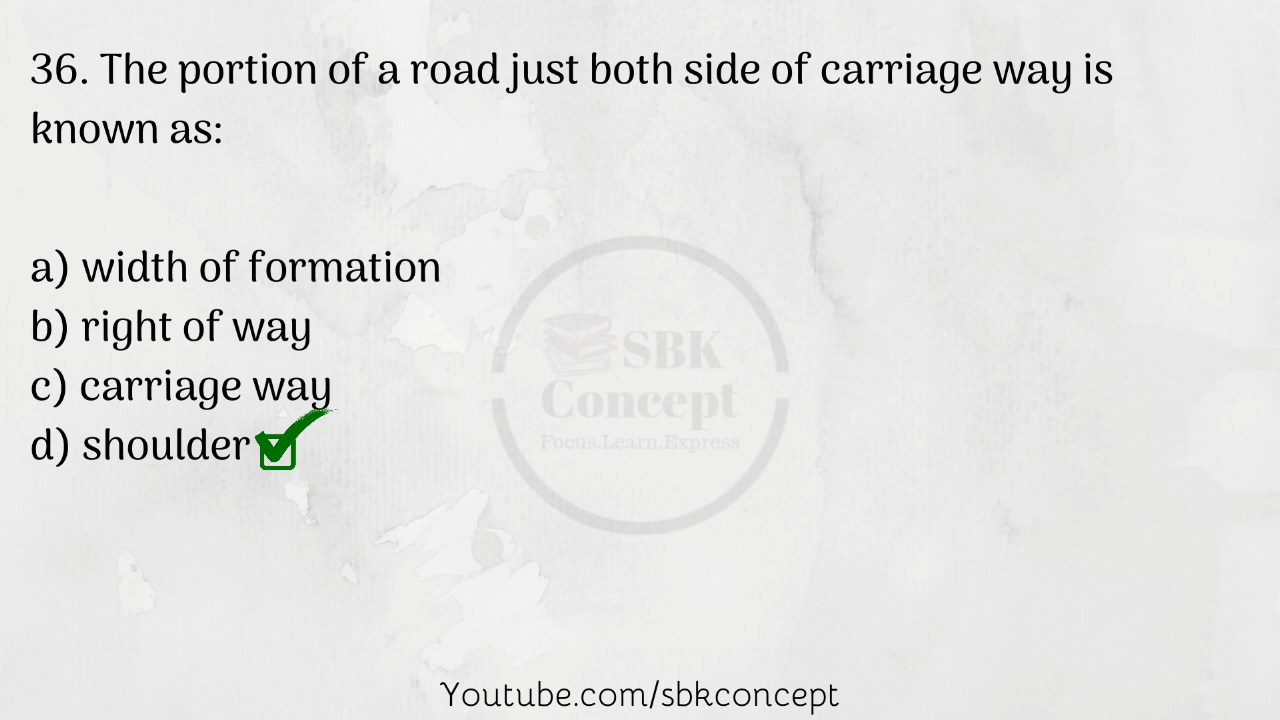 36. The portion of a road just both side of carriage way is
known as:
a) width of formation
b) right of way
c) carriage way
d) shoulder
SBK
Concept
Focus.Learn.Express
Youtube.com/sbkconcept